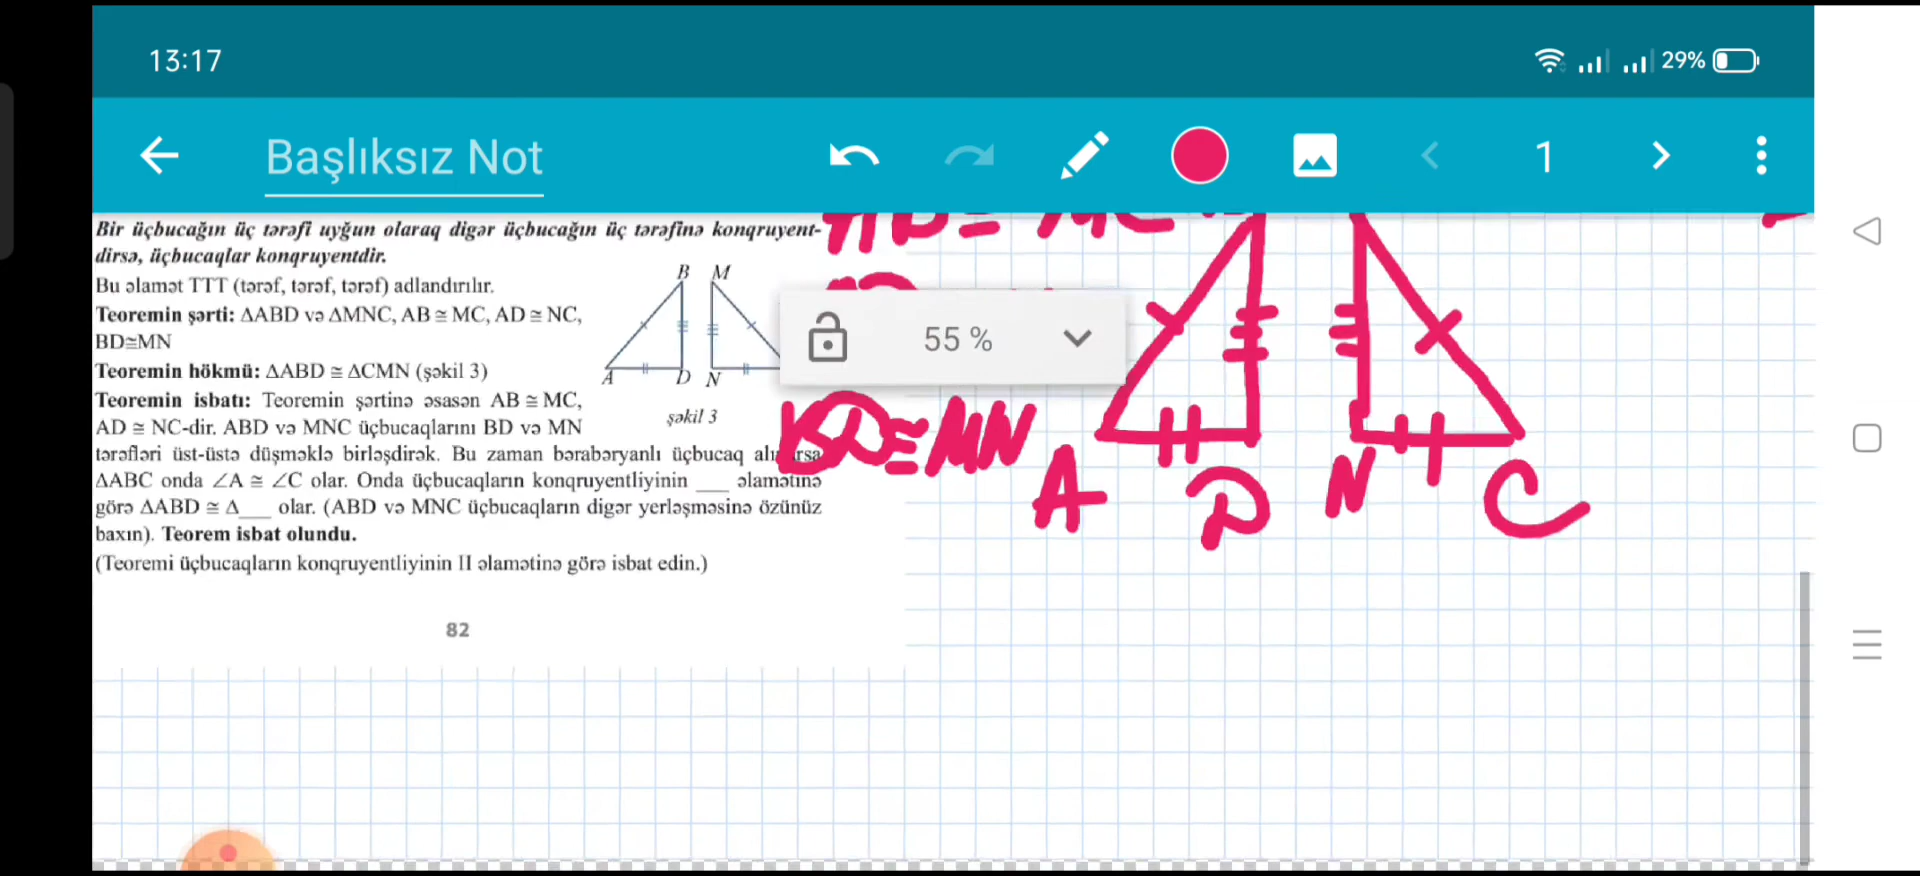 13:17
29%
Başlıksız Not
1
Bir üçbucağın üç tərəfi uyğun olaraq digər üçbucağın üç tərəfinə konqruyent-
dirsə, üçbucaqlar konqruyentdir.
Bu əlamət TTT (tərəf, tərəf, tərəf) adlandırılır.
Teoremin şərti: ΔABD və ΔMNC, AB ≅ MC, AD ≅ NC,
BD≅MN
Teoremin hökmü: ΔABD ≅ ΔCMN (şəkil 3)
Teoremin isbatı: Teoremin şərtinə əsasən AB ≅ MC,
AD ≅ NC-dir. ABD və MNC üçbucaqlarını BD və MN
tərəfləri üst-üstə düşməklə birləşdirək. Bu zaman bərabəryanlı üçbucaq
ΔABC onda ∠A ≅ ∠C olar. Onda üçbucaqların konqruyentliyinin ___ əlamətinə
görə ΔABD ≅ Δ___ olar. (ABD və MNC üçbucaqların digər yerləşməsinə özünüz
baxın). Teorem isbat olundu.
(Teoremi üçbucaqların konqruyentliyinin II əlamətinə görə isbat edin.)
B M
A D N
şəkil 3
82
55 %
BD≅MN
A D N C